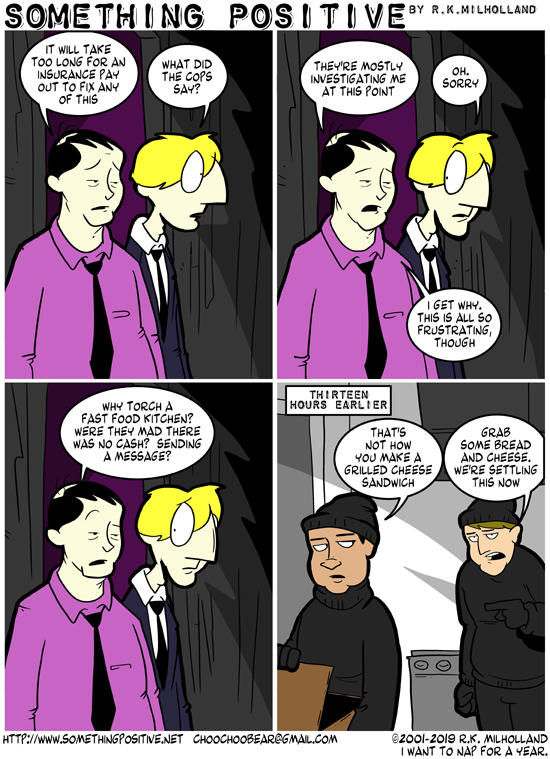 SOMETHING POSITIVE BY R.K.MILHOLLAND
IT WILL TAKE
TOO LONG FOR AN
INSURANCE PAY
OUT TO FIX ANY
OF THIS
WHAT DID
THE COPS
SAY?
THEY'RE MOSTLY
INVESTIGATING ME
AT THIS POINT
OH.
SORRY
I GET WHY.
THIS IS ALL SO
FRUSTRATING,
THOUGH
WHY TORCH A
FAST FOOD KITCHEN?
WERE THEY MAD THERE
WAS NO CASH? SENDING
A MESSAGE?
THIRTEEN
HOURS EARLIER
THAT'S
NOT HOW
YOU MAKE A
GRILLED CHEESE
SANDWICH
GRAB
SOME BREAD
AND CHEESE.
WE'RE SETTLING
THIS NOW
HTTP://WWW.SOMETHINGPOSITIVE.NET CHOOCHOOBEAR@GMAIL.COM
©2001-2019 R.K. MILHOLLAND
I WANT TO NAP FOR A YEAR.